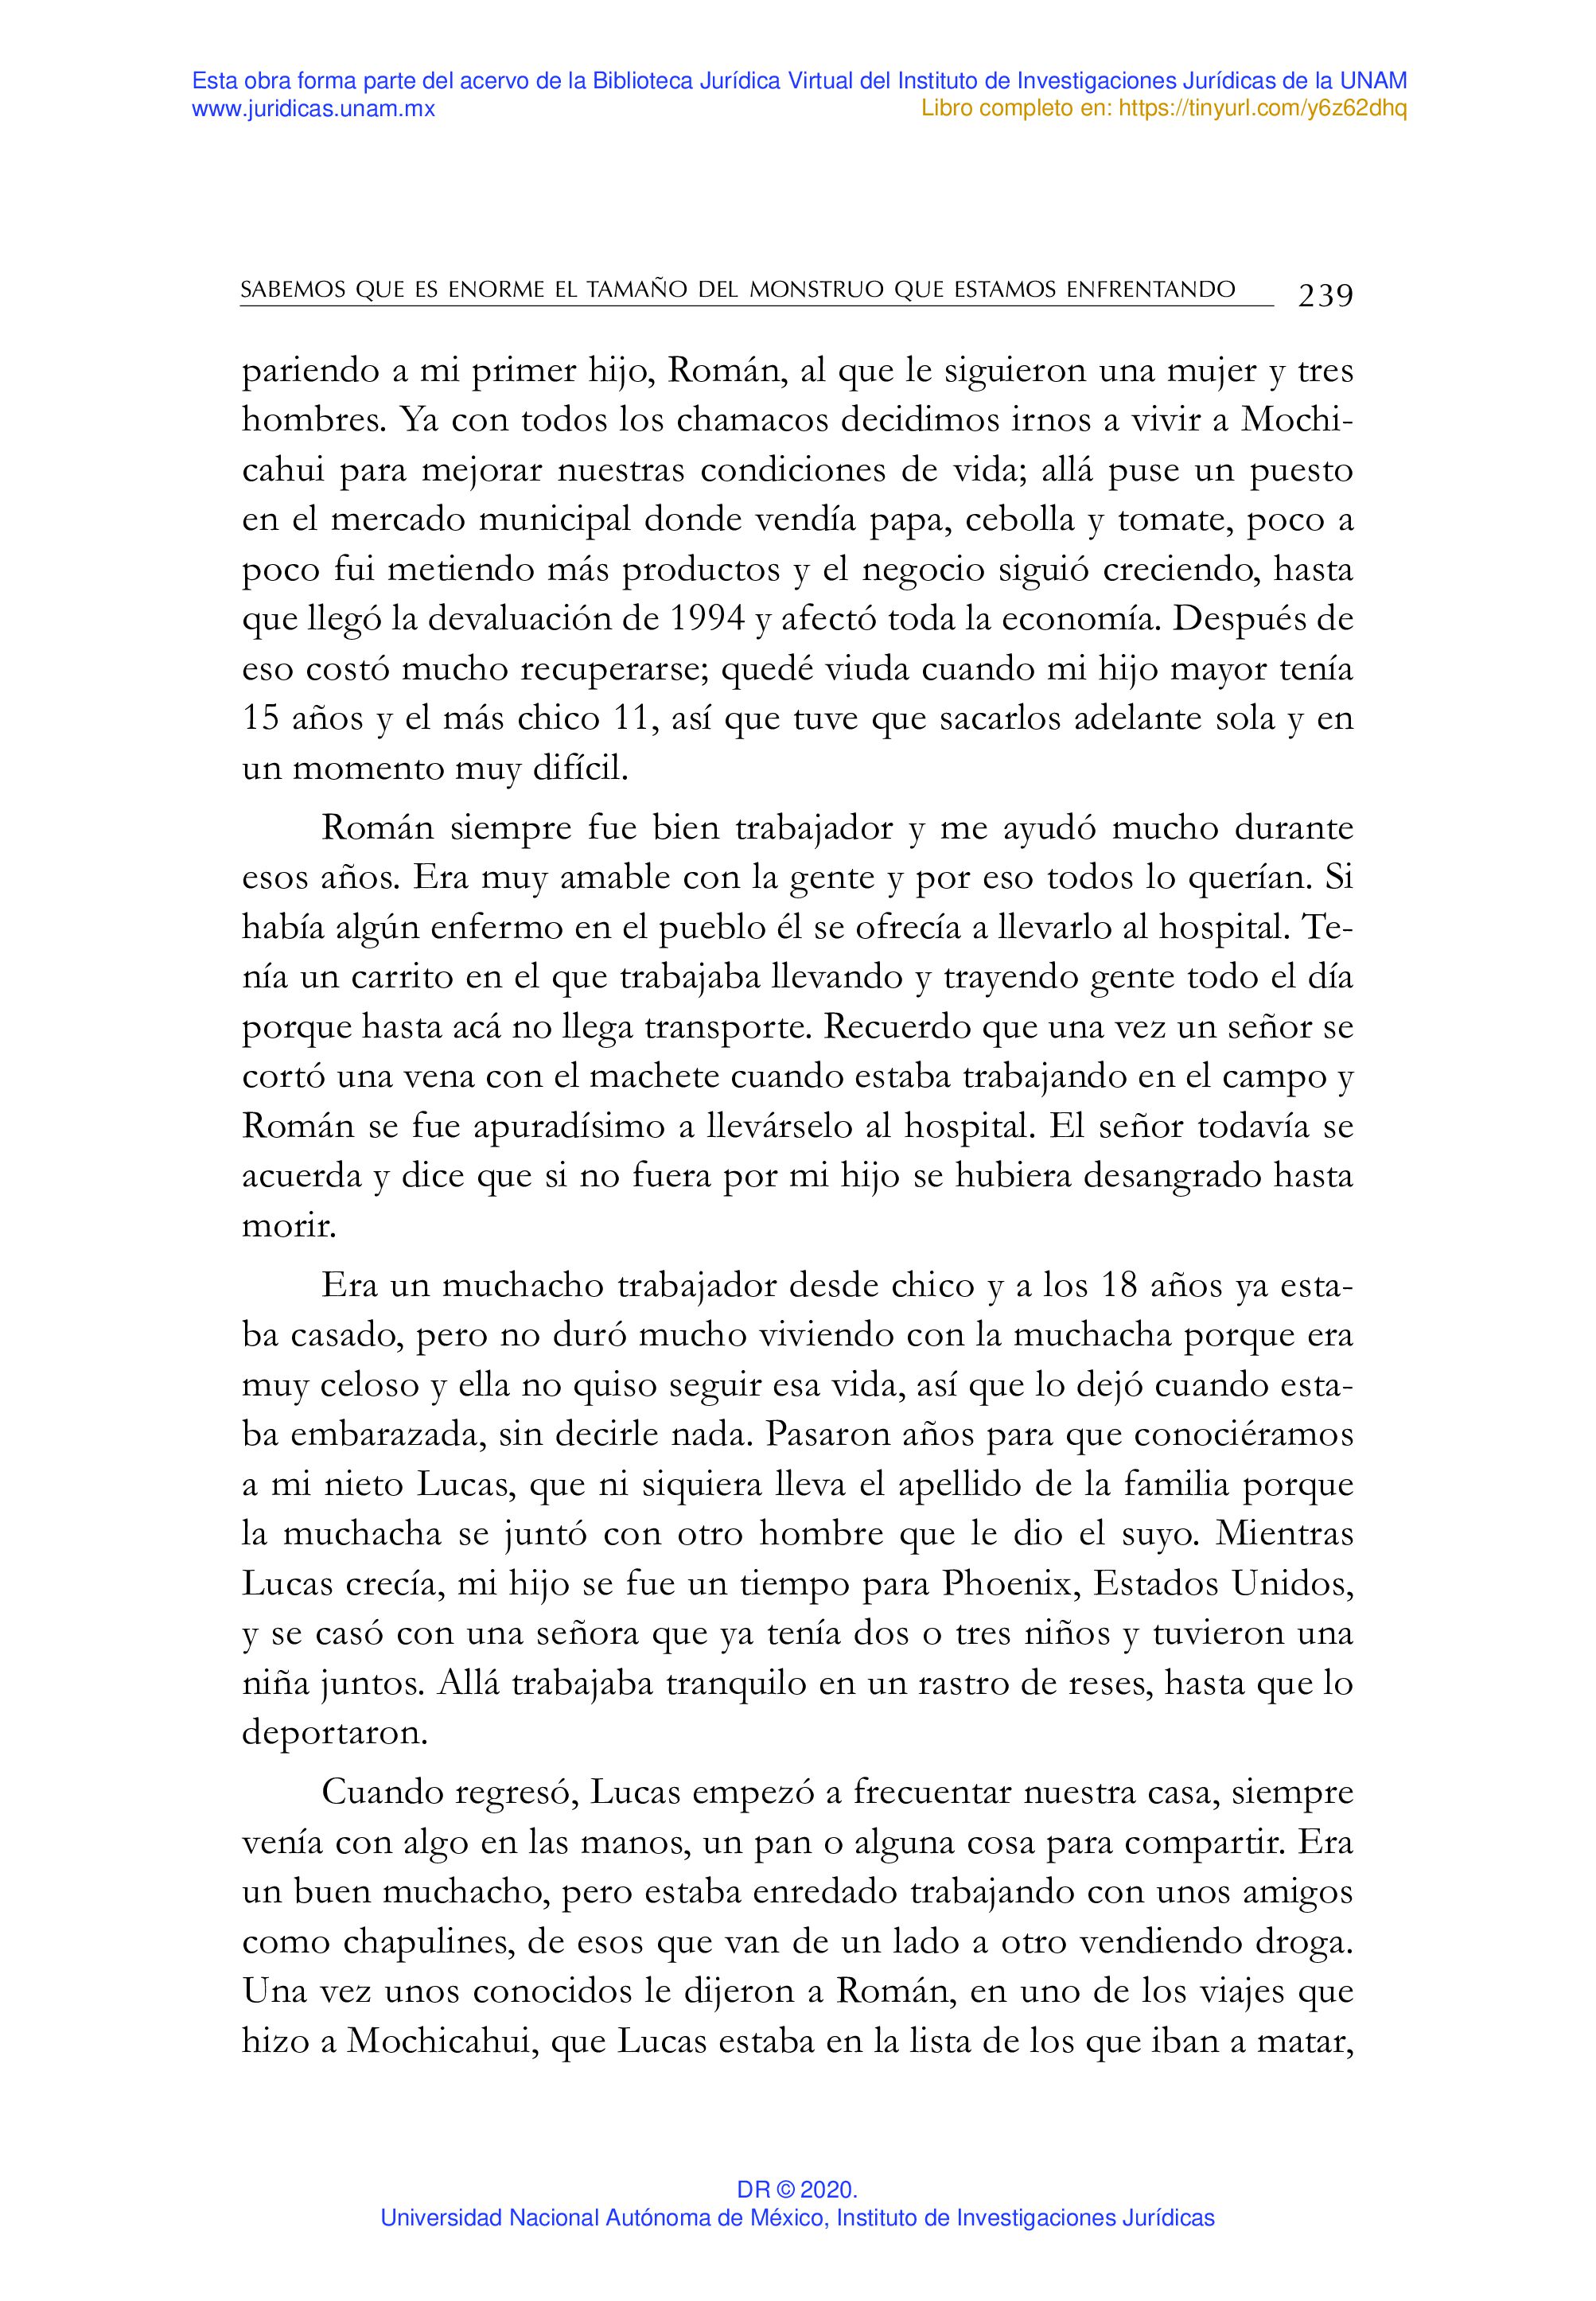 Esta obra forma parte del acervo de la Biblioteca Jurídica Virtual del Instituto de Investigaciones Jurídicas de la UNAM
www.juridicas.unam.mx
Libro completo en: https://tinyurl.com/y6z62dhq
SABEMOS QUE ES ENORME EL TAMAÑO DEL MONSTRUO QUE ESTAMOS ENFRENTANDO 239
pariendo a mi primer hijo, Román, al que le siguieron una mujer y tres
hombres. Ya con todos los chamacos decidimos irnos a vivir a Mochi-
cahui para mejorar nuestras condiciones de vida; allá puse un puesto
en el mercado municipal donde vendía papa, cebolla y tomate, poco a
poco fui metiendo más productos y el negocio siguió creciendo, hasta
que llegó la devaluación de 1994 y afectó toda la economía. Después de
eso costó mucho recuperarse; quedé viuda cuando mi hijo mayor tenía
15 años y el más chico 11, así que tuve que sacarlos adelante sola y en
un momento muy difícil.
Román siempre fue bien trabajador y me ayudó mucho durante
esos años. Era muy amable con la gente y por eso todos lo querían. Si
había algún enfermo en el pueblo él se ofrecía a llevarlo al hospital. Te-
nía un carrito en el que trabajaba llevando y trayendo gente todo el día
porque hasta acá no llega transporte. Recuerdo que una vez un señor se
cortó una vena con el machete cuando estaba trabajando en el campo y
Román se fue apuradísimo a llevárselo al hospital. El señor todavía se
acuerda y dice que si no fuera por mi hijo se hubiera desangrado hasta
morir.
Era un muchacho trabajador desde chico y a los 18 años ya esta-
ba casado, pero no duró mucho viviendo con la muchacha porque era
muy celoso y ella no quiso seguir esa vida, así que lo dejó cuando esta-
ba embarazada, sin decirle nada. Pasaron años para que conociéramos
a mi nieto Lucas, que ni siquiera lleva el apellido de la familia porque
la muchacha se juntó con otro hombre que le dio el suyo. Mientras
Lucas crecía, mi hijo se fue un tiempo para Phoenix, Estados Unidos,
y se casó con una señora que ya tenía dos o tres niños y tuvieron una
niña juntos. Allá trabajaba tranquilo en un rastro de reses, hasta que lo
deportaron.
Cuando regresó, Lucas empezó a frecuentar nuestra casa, siempre
venía con algo en las manos, un pan o alguna cosa para compartir. Era
un buen muchacho, pero estaba enredado trabajando con unos amigos
como chapulines, de esos que van de un lado a otro vendiendo droga.
Una vez unos conocidos le dijeron a Román, en uno de los viajes que
hizo a Mochicahui, que Lucas estaba en la lista de los que iban a matar,
DR © 2020.
Universidad Nacional Autónoma de México, Instituto de Investigaciones Jurídicas